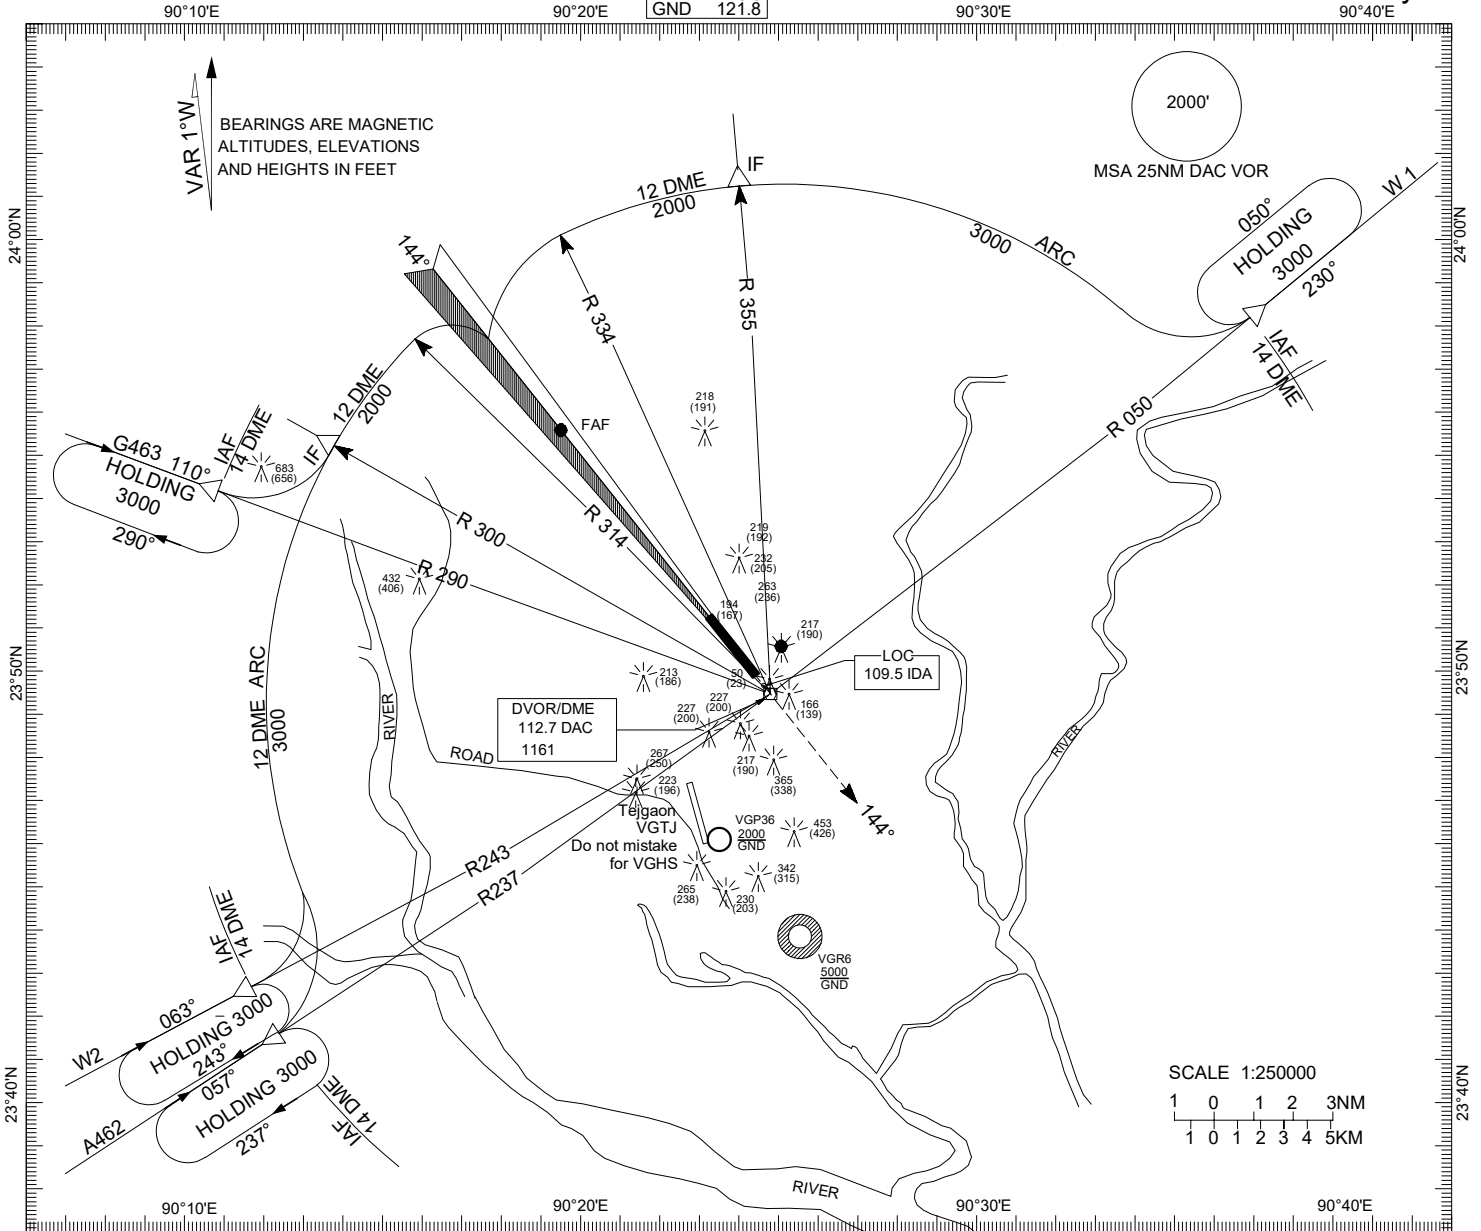 90°10'E
90°20'E
GND 121.8
90°30'E
90°40'E
VAR 1°W
BEARINGS ARE MAGNETIC
ALTITUDES, ELEVATIONS
AND HEIGHTS IN FEET
2000'
MSA 25NM DAC VOR
IF
12 DME
2000
3000
ARC
050°
HOLDING
3000
230°
W 1
24°00'N
24°00'N
144°
R 334
R 355
IAF
14 DME
R 050
12 DME
2000
IF
IAF
14 DME
G463 110°
HOLDING
3000
290°
683
(656)
FAF
218
(191)
R 300
R 314
R 290
432
(406)
219
(192)
232
(205)
263
(236)
194
(167)
217
(190)
LOC
109.5 IDA
50
(23)
213
(186)
166
(139)
23°50'N
23°50'N
12 DME ARC
3000
RIVER
DVOR/DME
112.7 DAC
1161
227
(200)
227
(200)
217
(190)
365
(338)
ROAD
267
(250)
223
(196)
RIVER
144°
Tejgaon
VGTJ
Do not mistake
for VGHS
VGP36
2000
GND
453
(426)
342
(315)
265
(238)
230
(203)
R243
R237
VGR6
5000
GND
IAF
14 DME
063°
W2
HOLDING 3000
243°
057°
A462
HOLDING 3000
237°
IAF
14 DME
23°40'N
23°40'N
SCALE 1:250000
1 0 1 2 3NM
1 0 1 2 3 4 5KM
RIVER
90°10'E
90°20'E
90°30'E
90°40'E